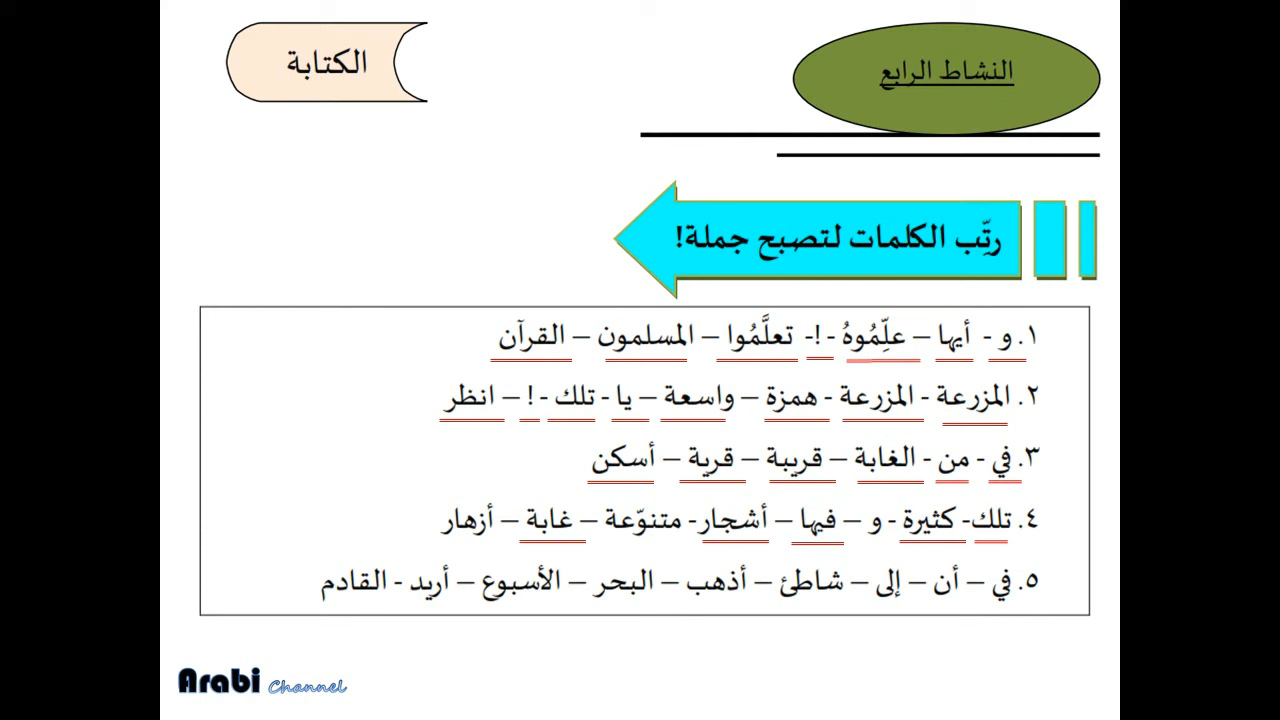 النشاط الرابع
الكتابة
رتِّب الكلمات لتصبح جملة!
١. و - أيها – علِّمُوهُ - !- تعلَّمُوا – المسلمون – القرآن
٢. المزرعة - المزرعة - همزة – واسعة – يا - تلك - ! – انظر
٣. في - من - الغابة – قريبة – قرية – أسكن
٤. تلك- كثيرة - و – فيها – أشجار- متنوّعة – غابة – أزهار
٥. في – أن – إلى – شاطئ – أذهب – البحر – الأسبوع – أريد - القادم
Arabi Channel